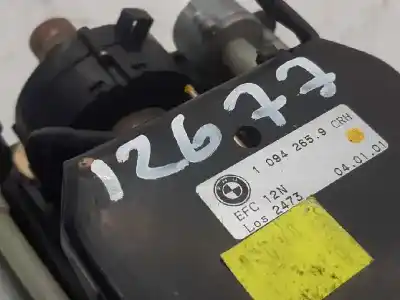 12677
1 094 265.9 CRH
EFC 12N
04.01.01
Los 2473